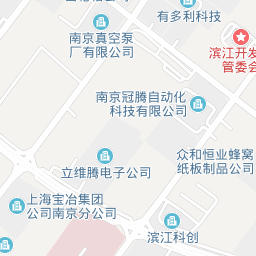 有多利科技
南京真空泵
厂有限公司
滨江开发
管委会
南京冠腾自动化
科技有限公司
众和恒业蜂窝
纸板制品公司
立维腾电子公司
上海宝冶集团
公司南京分公司
滨江科创